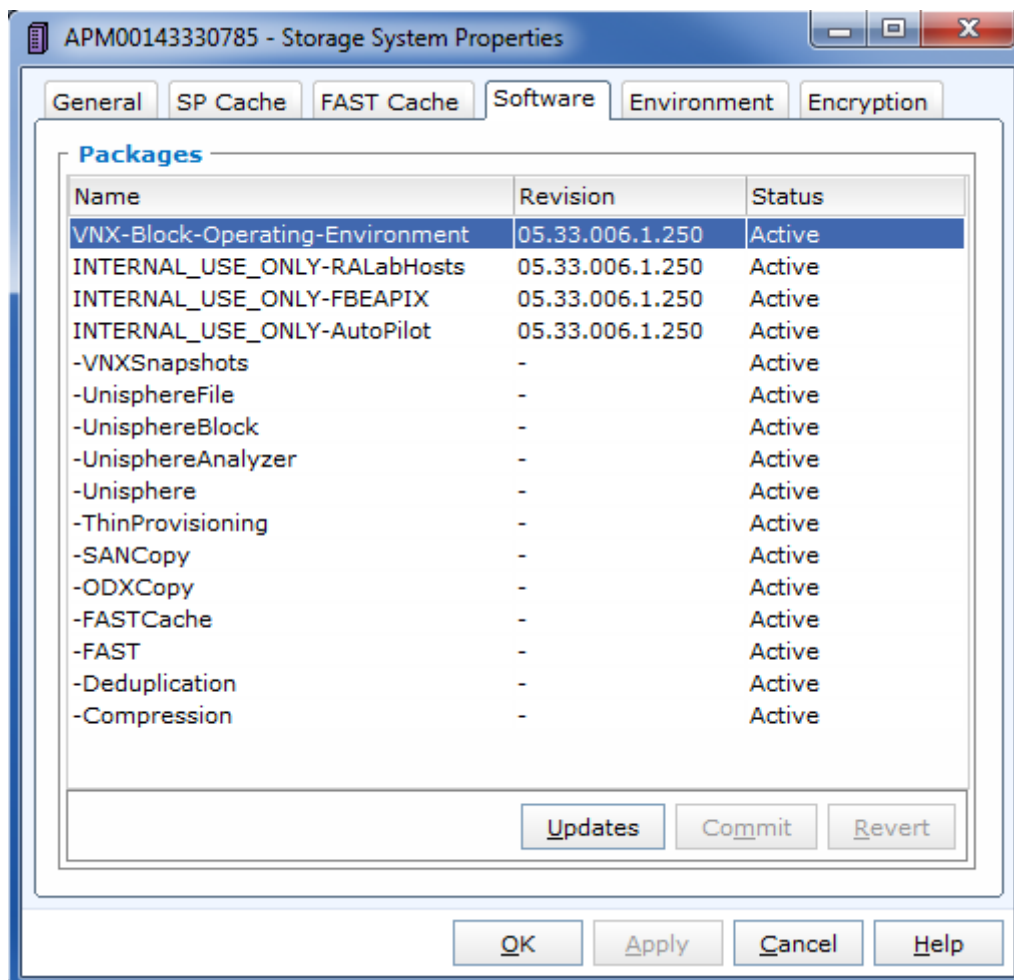 APM00143330785 - Storage System Properties
General SP Cache FAST Cache Software Environment Encryption
Packages
Name Revision Status
VNX-Block-Operating-Environment 05.33.006.1.250 Active
INTERNAL_USE_ONLY-RALabHosts 05.33.006.1.250 Active
INTERNAL_USE_ONLY-FBEAPIX 05.33.006.1.250 Active
INTERNAL_USE_ONLY-AutoPilot 05.33.006.1.250 Active
-VNXSnapshots - Active
-UnisphereFile - Active
-UnisphereBlock - Active
-UnisphereAnalyzer - Active
-Unisphere - Active
-ThinProvisioning - Active
-SANCopy - Active
-ODXCopy - Active
-FASTCache - Active
-FAST - Active
-Deduplication - Active
-Compression - Active
Updates Commit Revert
OK Apply Cancel Help